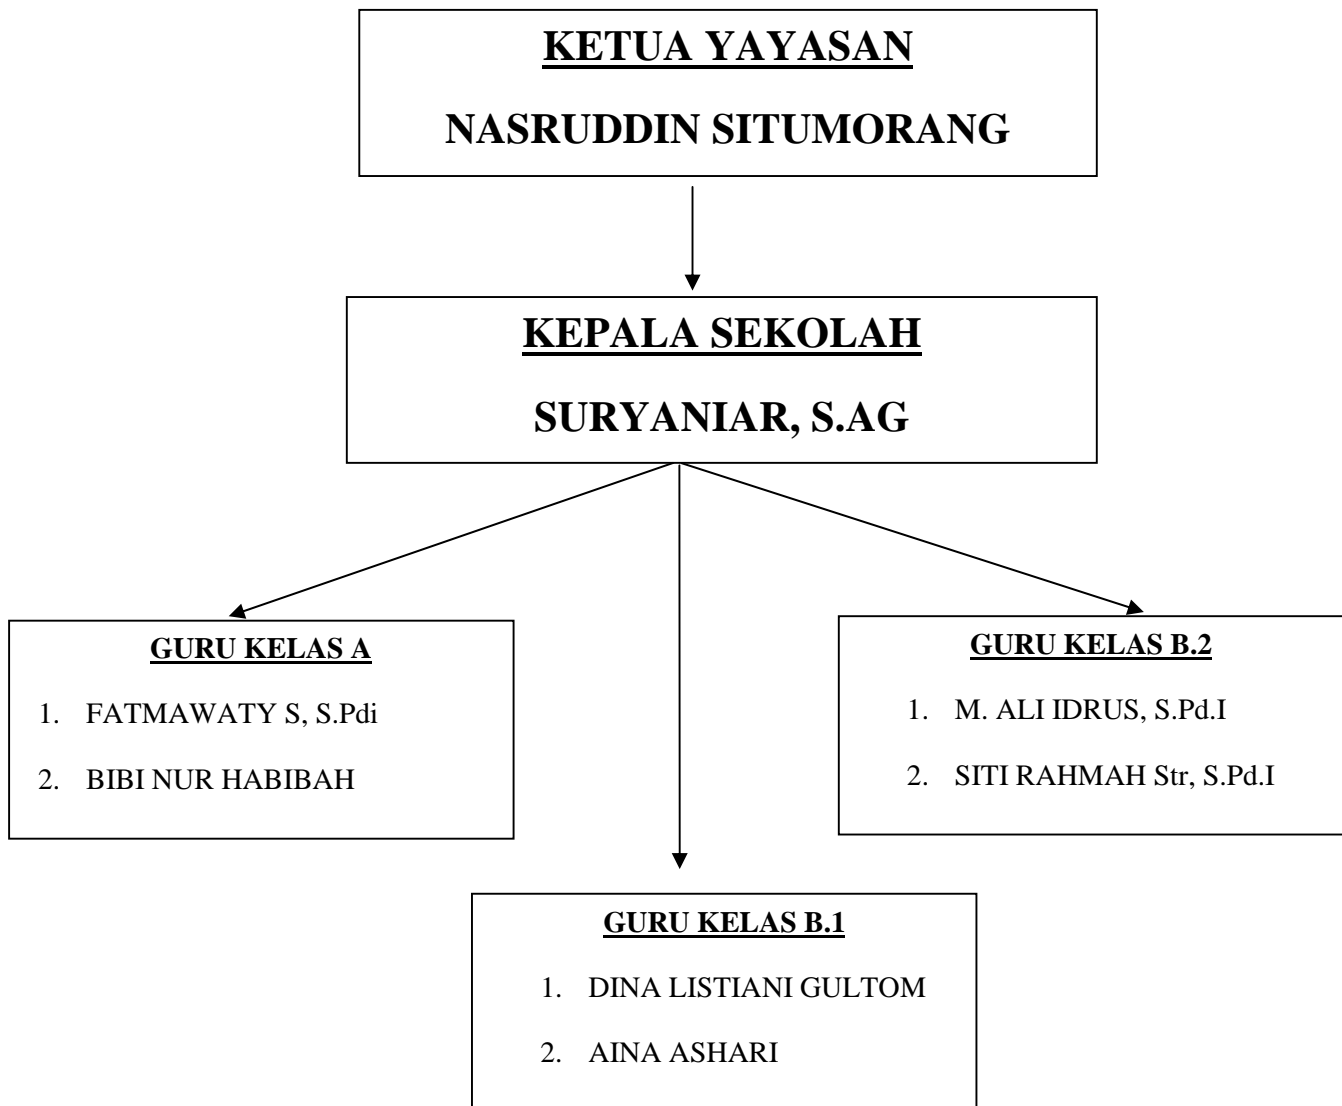 KETUA YAYASAN
NASRUDDIN SITUMORANG
KEPALA SEKOLAH
SURYANIAR, S.AG
GURU KELAS A
1. FATMAWATY S, S.Pdi
2. BIBI NUR HABIBAH
GURU KELAS B.2
1. M. ALI IDRUS, S.Pd.I
2. SITI RAHMAH Str, S.Pd.I
GURU KELAS B.1
1. DINA LISTIANI GULTOM
2. AINA ASHARI